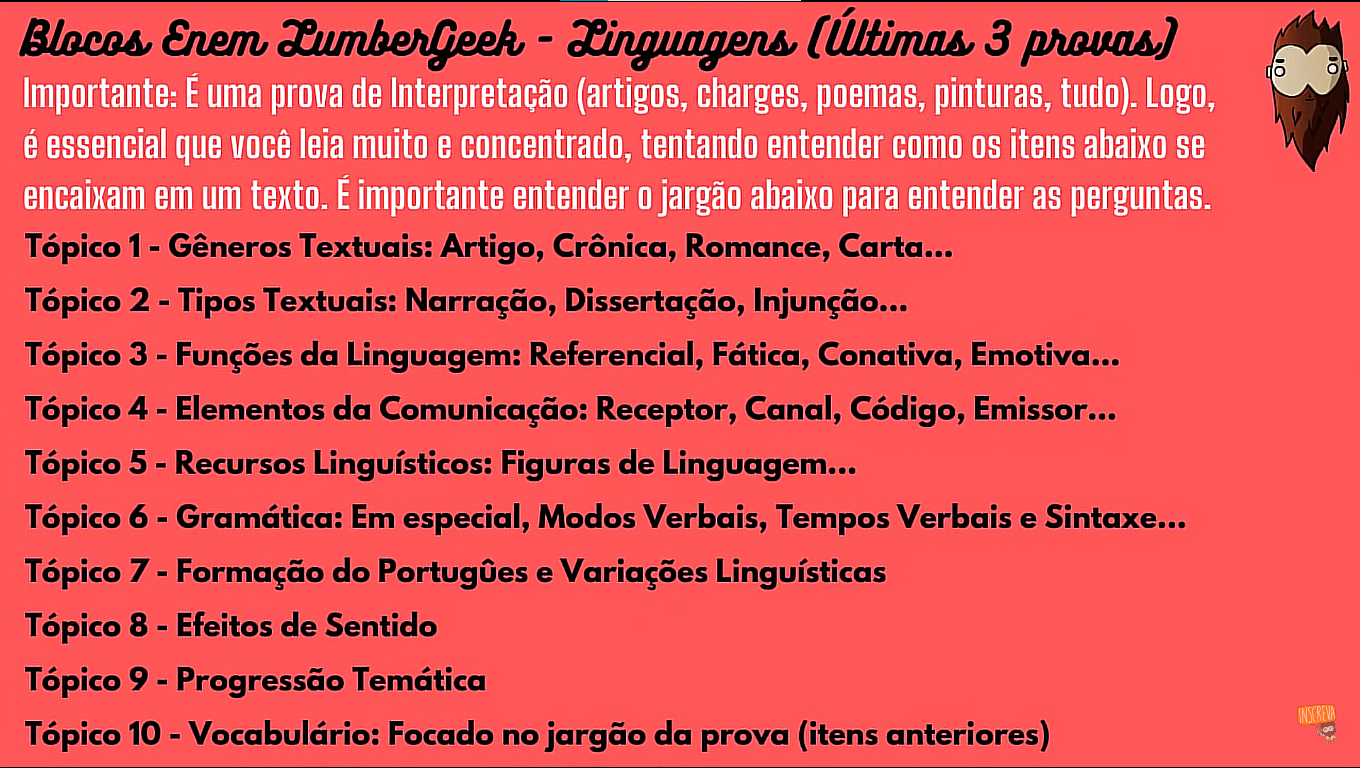 Blocos Enem LumberGeek - Linguagens (Últimas 3 provas)
Importante: É uma prova de Interpretação (artigos, charges, poemas, pinturas, tudo). Logo,
é essencial que você leia muito e concentrado, tentando entender como os itens abaixo se
encaixam em um texto. É importante entender o jargão abaixo para entender as perguntas.
Tópico 1 - Gêneros Textuais: Artigo, Crônica, Romance, Carta...
Tópico 2 - Tipos Textuais: Narração, Dissertação, Injunção...
Tópico 3 - Funções da Linguagem: Referencial, Fática, Conativa, Emotiva...
Tópico 4 - Elementos da Comunicação: Receptor, Canal, Código, Emissor...
Tópico 5 - Recursos Linguísticos: Figuras de Linguagem...
Tópico 6 - Gramática: Em especial, Modos Verbais, Tempos Verbais e Sintaxe...
Tópico 7 - Formação do Portugûes e Variações Linguísticas
Tópico 8 - Efeitos de Sentido
Tópico 9 - Progressão Temática
Tópico 10 - Vocabulário: Focado no jargão da prova (itens anteriores)
INSCREVA